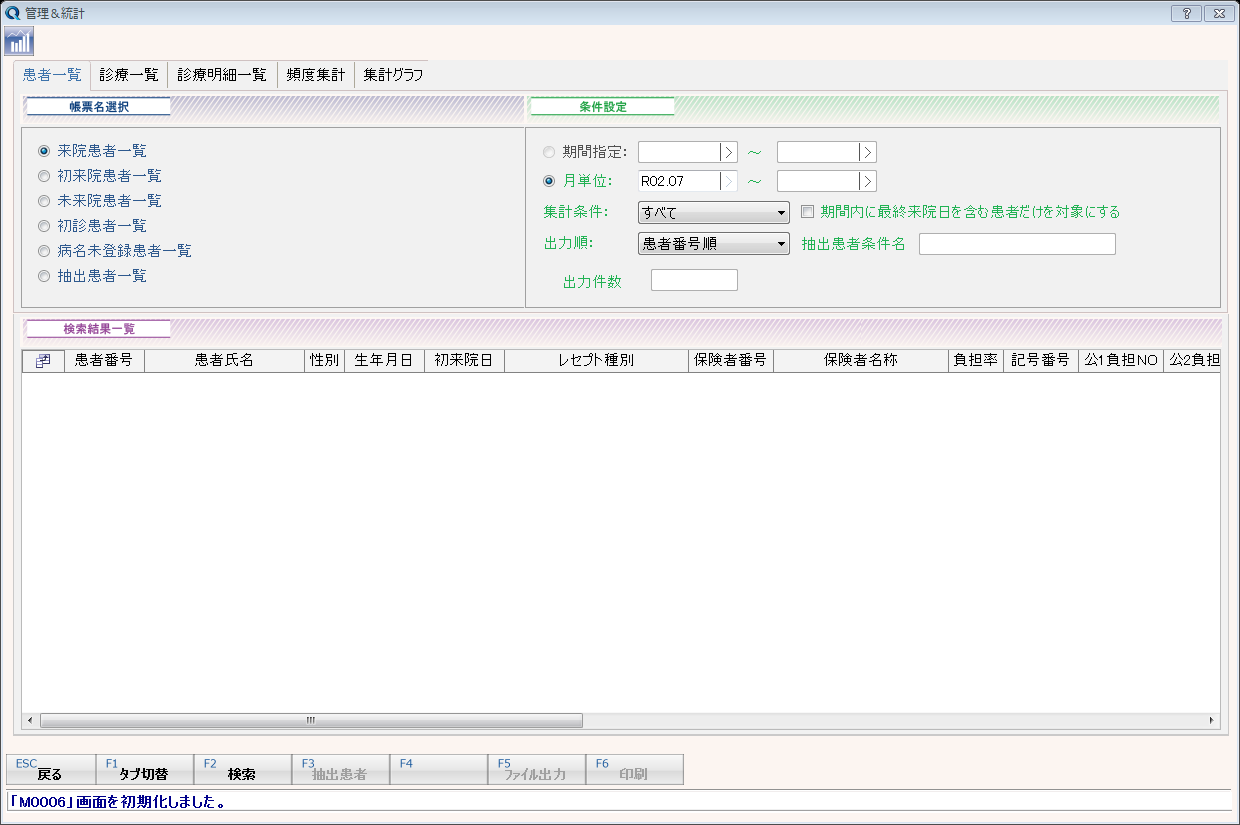 管理&統計
患者一覧 診療一覧 診療明細一覧 頻度集計 集計グラフ
帳票名選択 条件設定
来院患者一覧
初来院患者一覧
未来院患者一覧
初診患者一覧
病名未登録患者一覧
抽出患者一覧
期間指定: ～
月単位: R02.07 ～
集計条件: すべて 期間内に最終来院日を含む患者だけを対象にする
出力順: 患者番号順 抽出患者条件名
出力件数
検索結果一覧
患者番号 患者氏名 性別 生年月日 初来院日 レセプト種別 保険者番号 保険者名称 負担率 記号番号 公1負担NO 公2負担
ESC 戻る F1 タブ切替 F2 検索 F3 抽出患者 F4 F5 ファイル出力 F6 印刷
「M0006」画面を初期化しました。